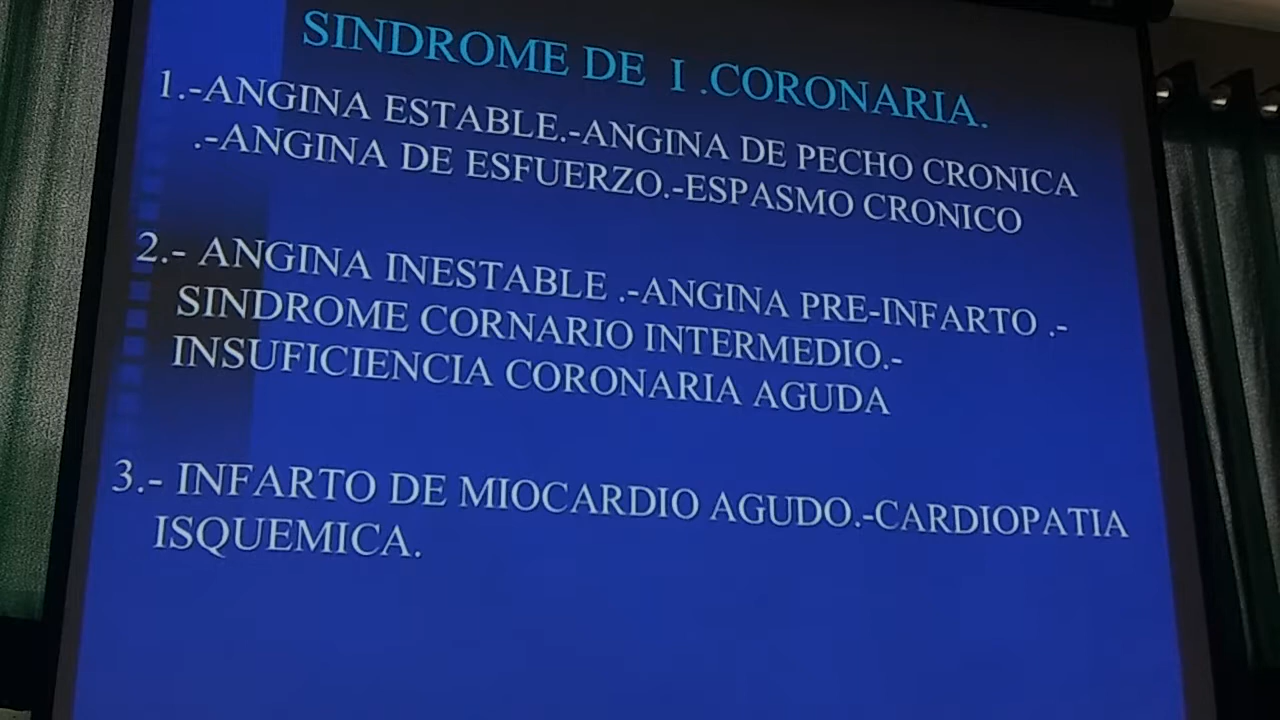 SINDROME DE I .CORONARIA.
1.-ANGINA ESTABLE.-ANGINA DE PECHO CRONICA
.-ANGINA DE ESFUERZO.-ESPASMO CRONICO
2.- ANGINA INESTABLE .-ANGINA PRE-INFARTO .-
SINDROME CORNARIO INTERMEDIO.-
INSUFICIENCIA CORONARIA AGUDA
3.- INFARTO DE MIOCARDIO AGUDO.-CARDIOPATIA
ISQUEMICA.